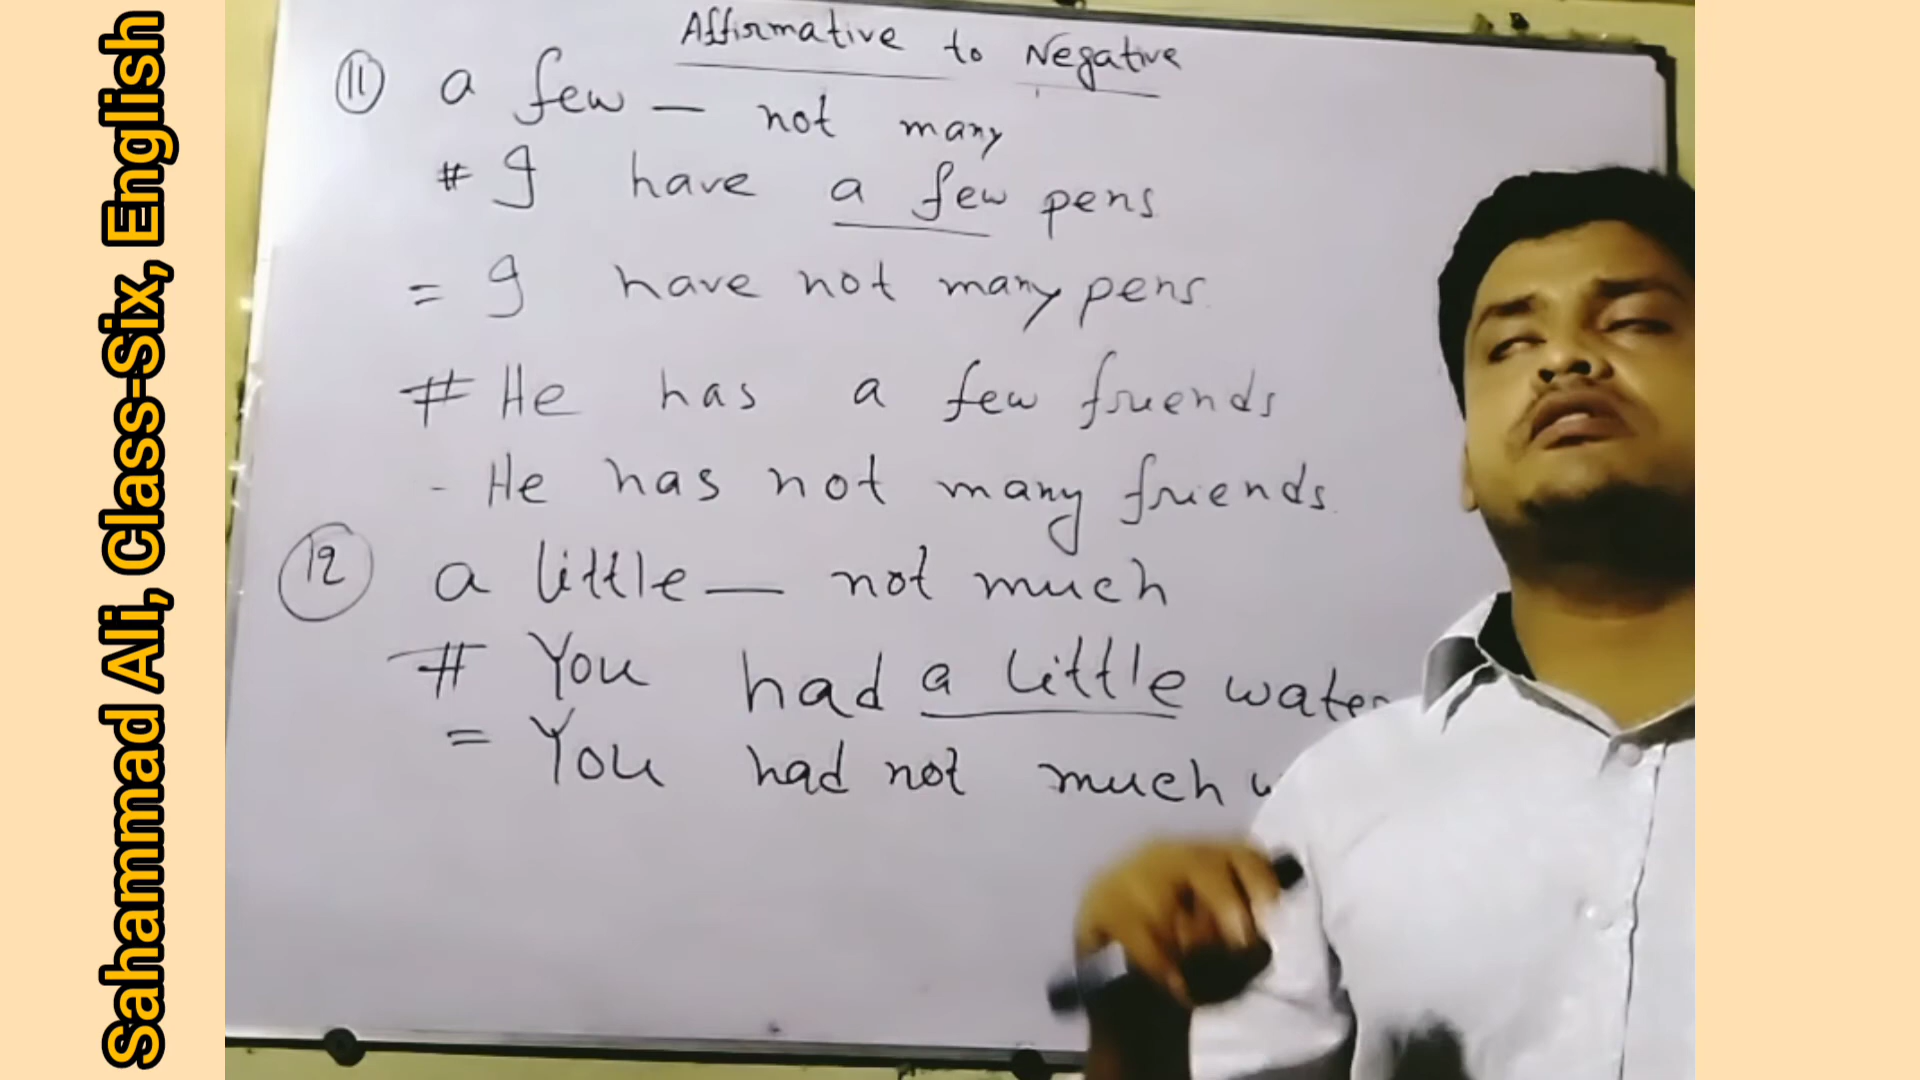 Sahammad Ali, Class-Six, English
Affirmative to Negative
11 a few — not many
# I have a few pens
= I have not many pens.
# He has a few friends
- He has not many friends.
12 a little — not much
# You had a little water
= You had not much